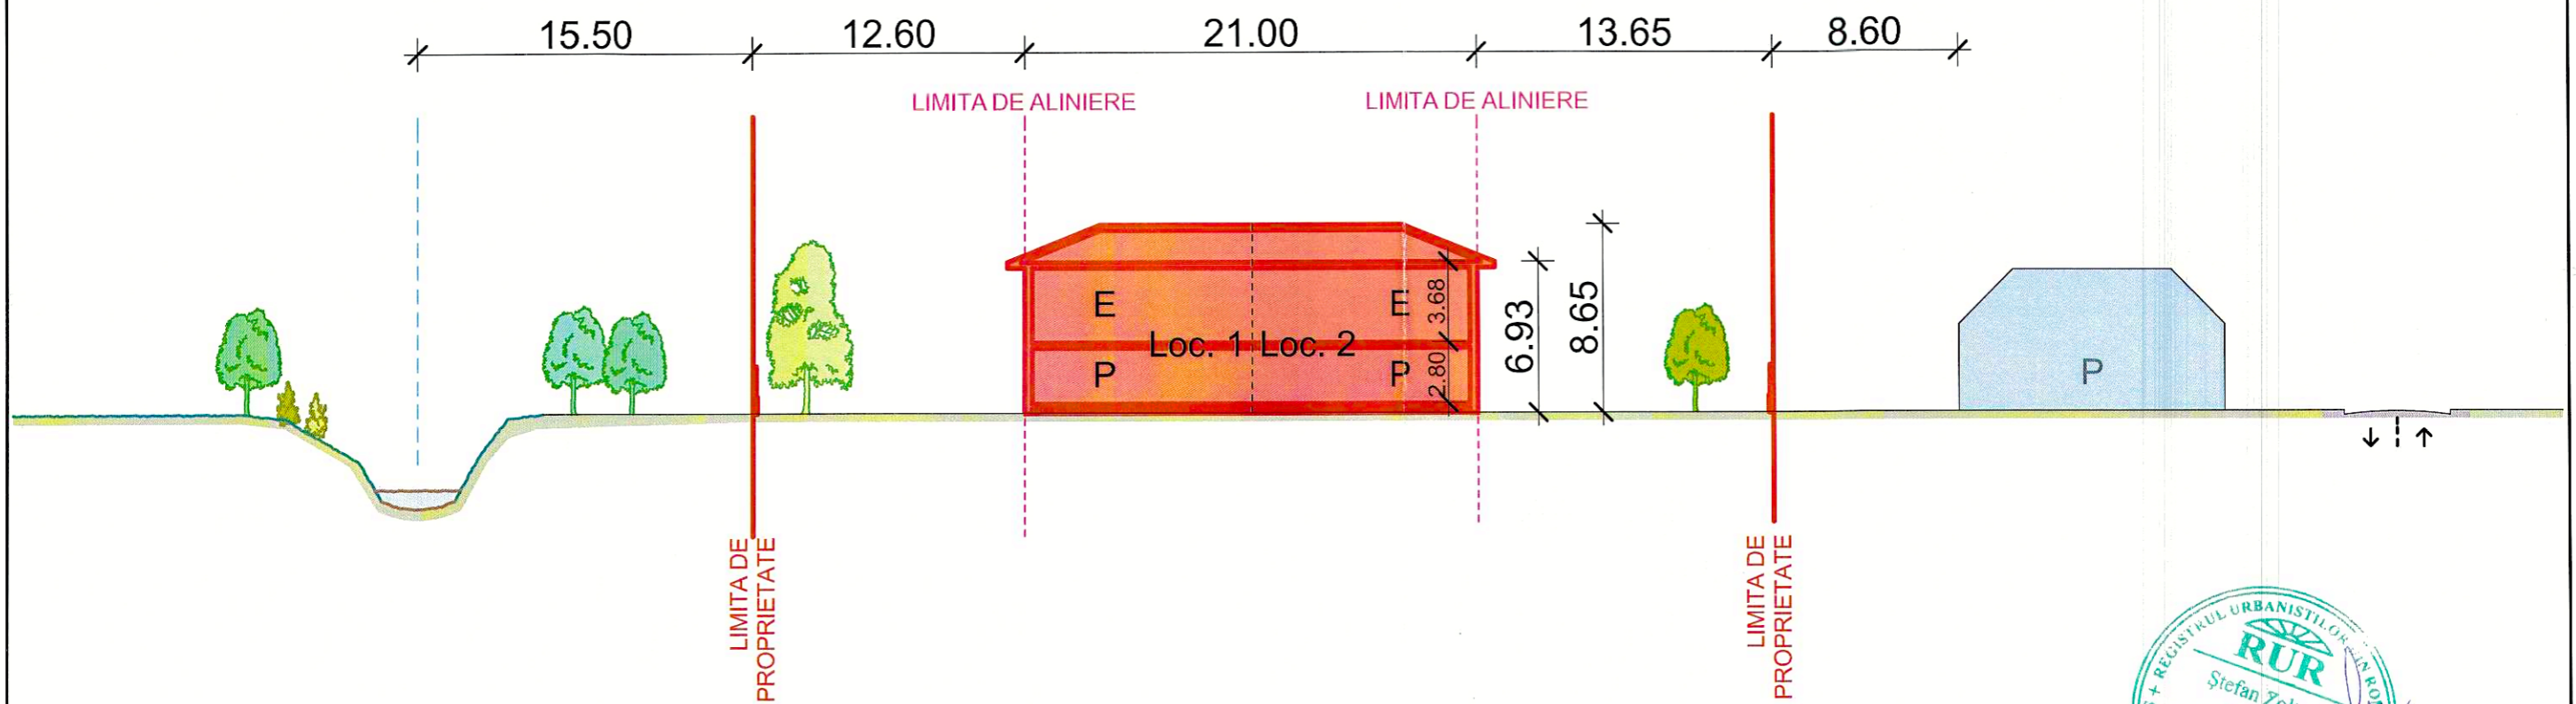 15.50 12.60 21.00 13.65 8.60
LIMITA DE ALINIERE LIMITA DE ALINIERE
E E 3.68
Loc. 1 Loc. 2
P P 2.80
6.93
8.65
P
LIMITA DE
PROPRIETATE
LIMITA DE
PROPRIETATE
REGISTRUL URBANISTILOR DIN
RUR
Ştefan